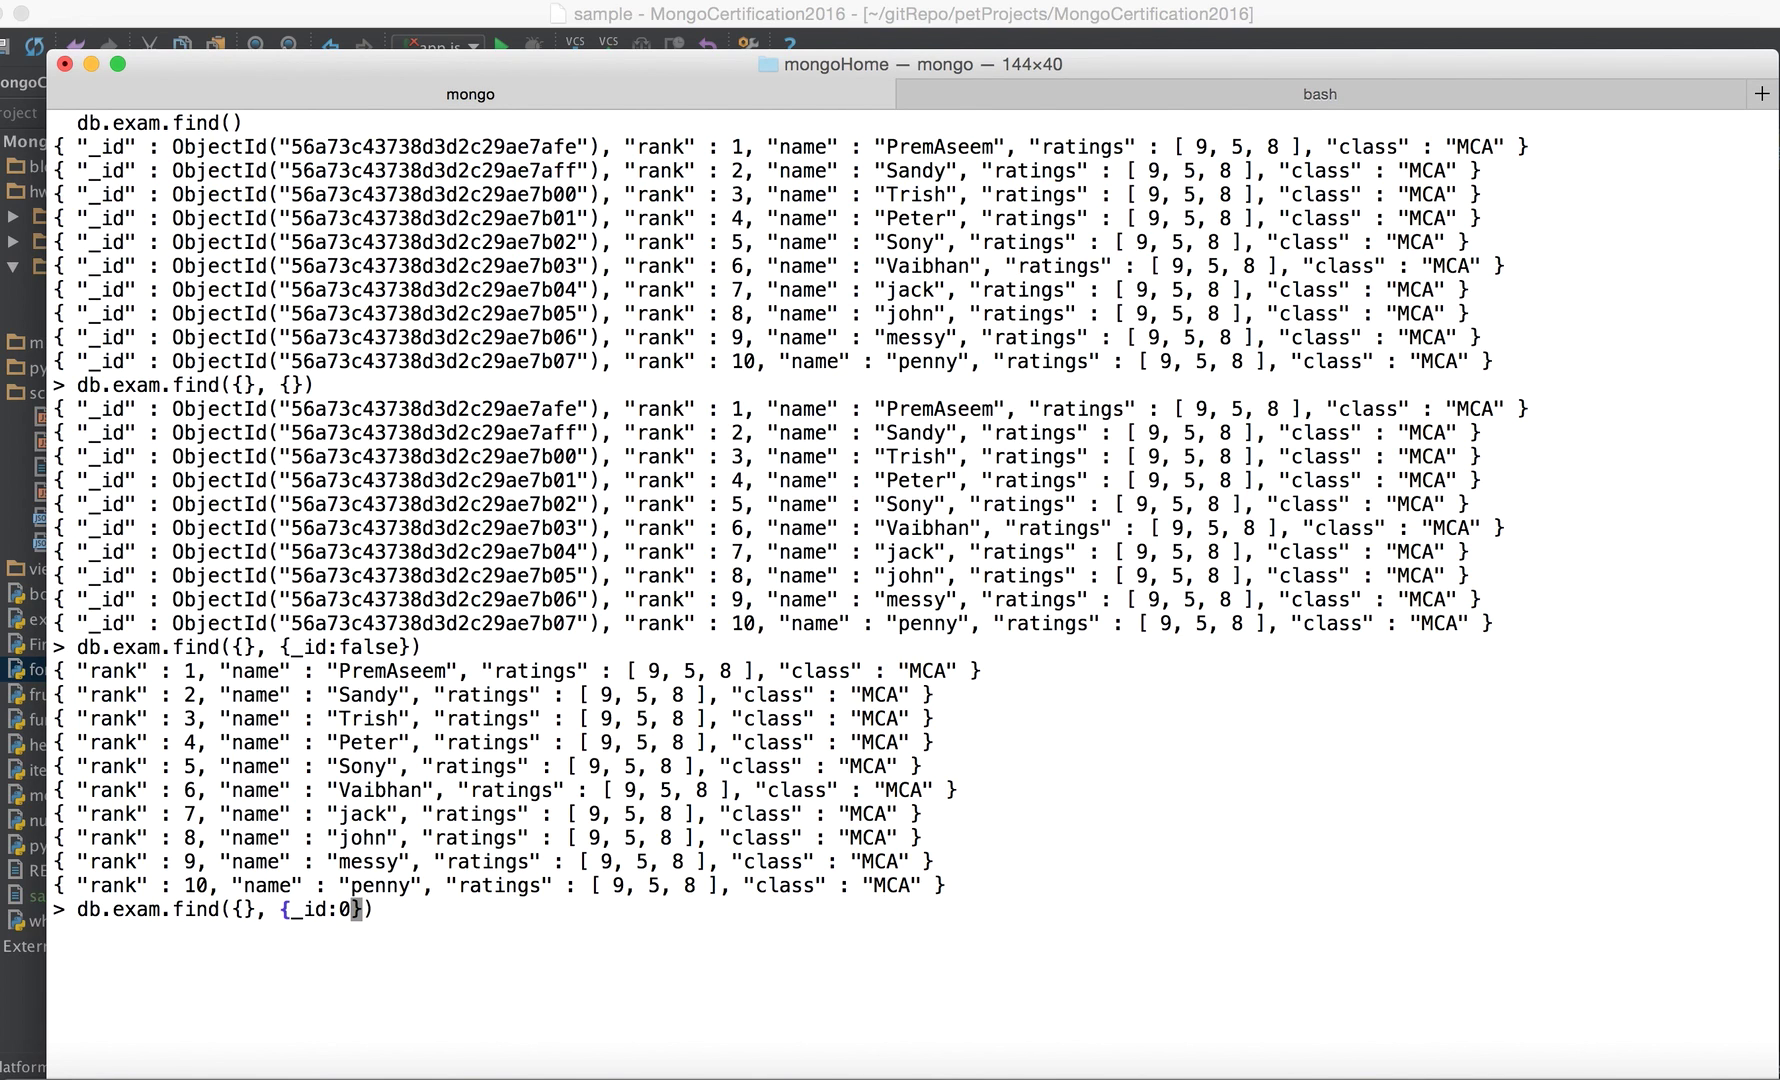 sample - MongoCertification2016 - [~/gitRepo/petProjects/MongoCertification2016]
app.js
VCS VCS ?
mongoHome — mongo — 144×40
mongo bash +
db.exam.find()
{ "_id" : ObjectId("56a73c43738d3d2c29ae7afe"), "rank" : 1, "name" : "PremAseem", "ratings" : [ 9, 5, 8 ], "class" : "MCA" }
{ "_id" : ObjectId("56a73c43738d3d2c29ae7aff"), "rank" : 2, "name" : "Sandy", "ratings" : [ 9, 5, 8 ], "class" : "MCA" }
{ "_id" : ObjectId("56a73c43738d3d2c29ae7b00"), "rank" : 3, "name" : "Trish", "ratings" : [ 9, 5, 8 ], "class" : "MCA" }
{ "_id" : ObjectId("56a73c43738d3d2c29ae7b01"), "rank" : 4, "name" : "Peter", "ratings" : [ 9, 5, 8 ], "class" : "MCA" }
{ "_id" : ObjectId("56a73c43738d3d2c29ae7b02"), "rank" : 5, "name" : "Sony", "ratings" : [ 9, 5, 8 ], "class" : "MCA" }
{ "_id" : ObjectId("56a73c43738d3d2c29ae7b03"), "rank" : 6, "name" : "Vaibhan", "ratings" : [ 9, 5, 8 ], "class" : "MCA" }
{ "_id" : ObjectId("56a73c43738d3d2c29ae7b04"), "rank" : 7, "name" : "jack", "ratings" : [ 9, 5, 8 ], "class" : "MCA" }
{ "_id" : ObjectId("56a73c43738d3d2c29ae7b05"), "rank" : 8, "name" : "john", "ratings" : [ 9, 5, 8 ], "class" : "MCA" }
{ "_id" : ObjectId("56a73c43738d3d2c29ae7b06"), "rank" : 9, "name" : "messy", "ratings" : [ 9, 5, 8 ], "class" : "MCA" }
{ "_id" : ObjectId("56a73c43738d3d2c29ae7b07"), "rank" : 10, "name" : "penny", "ratings" : [ 9, 5, 8 ], "class" : "MCA" }
> db.exam.find({}, {})
{ "_id" : ObjectId("56a73c43738d3d2c29ae7afe"), "rank" : 1, "name" : "PremAseem", "ratings" : [ 9, 5, 8 ], "class" : "MCA" }
{ "_id" : ObjectId("56a73c43738d3d2c29ae7aff"), "rank" : 2, "name" : "Sandy", "ratings" : [ 9, 5, 8 ], "class" : "MCA" }
{ "_id" : ObjectId("56a73c43738d3d2c29ae7b00"), "rank" : 3, "name" : "Trish", "ratings" : [ 9, 5, 8 ], "class" : "MCA" }
{ "_id" : ObjectId("56a73c43738d3d2c29ae7b01"), "rank" : 4, "name" : "Peter", "ratings" : [ 9, 5, 8 ], "class" : "MCA" }
{ "_id" : ObjectId("56a73c43738d3d2c29ae7b02"), "rank" : 5, "name" : "Sony", "ratings" : [ 9, 5, 8 ], "class" : "MCA" }
{ "_id" : ObjectId("56a73c43738d3d2c29ae7b03"), "rank" : 6, "name" : "Vaibhan", "ratings" : [ 9, 5, 8 ], "class" : "MCA" }
{ "_id" : ObjectId("56a73c43738d3d2c29ae7b04"), "rank" : 7, "name" : "jack", "ratings" : [ 9, 5, 8 ], "class" : "MCA" }
{ "_id" : ObjectId("56a73c43738d3d2c29ae7b05"), "rank" : 8, "name" : "john", "ratings" : [ 9, 5, 8 ], "class" : "MCA" }
{ "_id" : ObjectId("56a73c43738d3d2c29ae7b06"), "rank" : 9, "name" : "messy", "ratings" : [ 9, 5, 8 ], "class" : "MCA" }
{ "_id" : ObjectId("56a73c43738d3d2c29ae7b07"), "rank" : 10, "name" : "penny", "ratings" : [ 9, 5, 8 ], "class" : "MCA" }
> db.exam.find({}, {_id:false})
{ "rank" : 1, "name" : "PremAseem", "ratings" : [ 9, 5, 8 ], "class" : "MCA" }
{ "rank" : 2, "name" : "Sandy", "ratings" : [ 9, 5, 8 ], "class" : "MCA" }
{ "rank" : 3, "name" : "Trish", "ratings" : [ 9, 5, 8 ], "class" : "MCA" }
{ "rank" : 4, "name" : "Peter", "ratings" : [ 9, 5, 8 ], "class" : "MCA" }
{ "rank" : 5, "name" : "Sony", "ratings" : [ 9, 5, 8 ], "class" : "MCA" }
{ "rank" : 6, "name" : "Vaibhan", "ratings" : [ 9, 5, 8 ], "class" : "MCA" }
{ "rank" : 7, "name" : "jack", "ratings" : [ 9, 5, 8 ], "class" : "MCA" }
{ "rank" : 8, "name" : "john", "ratings" : [ 9, 5, 8 ], "class" : "MCA" }
{ "rank" : 9, "name" : "messy", "ratings" : [ 9, 5, 8 ], "class" : "MCA" }
{ "rank" : 10, "name" : "penny", "ratings" : [ 9, 5, 8 ], "class" : "MCA" }
> db.exam.find({}, {_id:0})